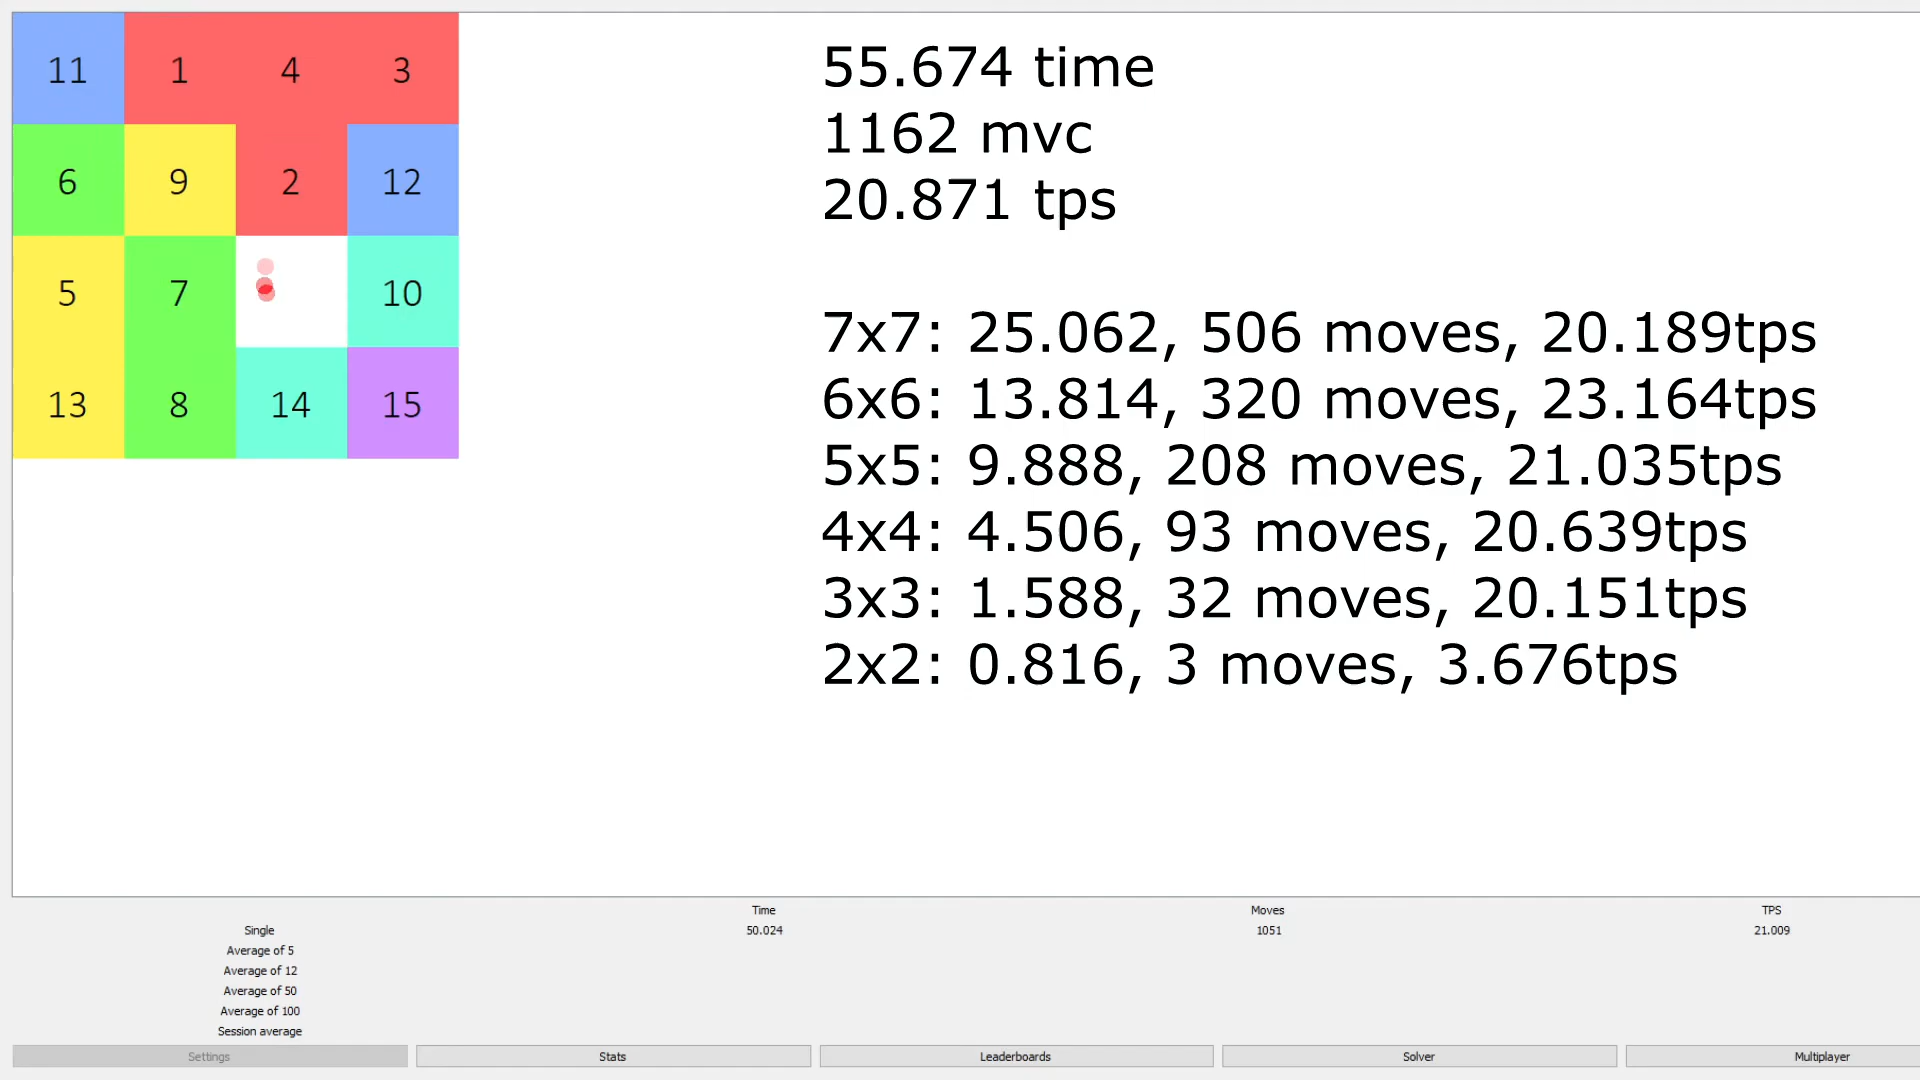 11 1 4 3
6 9 2 12
5 7 10
13 8 14 15
55.674 time
1162 mvc
20.871 tps
7x7: 25.062, 506 moves, 20.189tps
6x6: 13.814, 320 moves, 23.164tps
5x5: 9.888, 208 moves, 21.035tps
4x4: 4.506, 93 moves, 20.639tps
3x3: 1.588, 32 moves, 20.151tps
2x2: 0.816, 3 moves, 3.676tps
Time Moves TPS
Single 50.024 1051 21.009
Average of 5
Average of 12
Average of 50
Average of 100
Session average
Settings Stats Leaderboards Solver Multiplayer